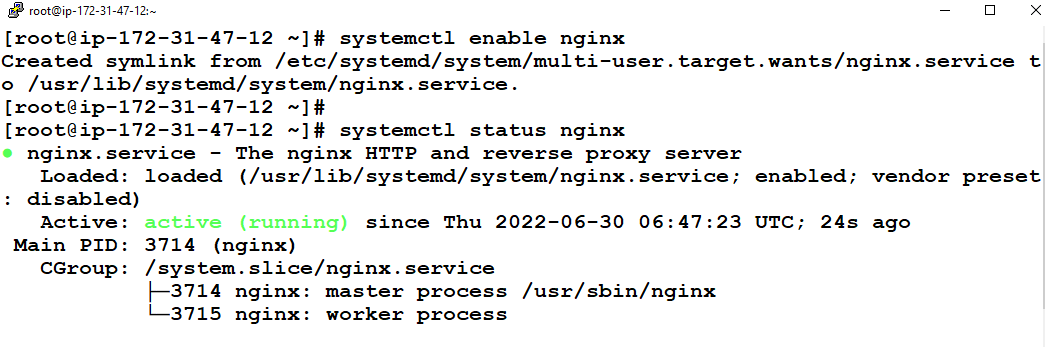 root@ip-172-31-47-12:~
[root@ip-172-31-47-12 ~]# systemctl enable nginx
Created symlink from /etc/systemd/system/multi-user.target.wants/nginx.service t
o /usr/lib/systemd/system/nginx.service.
[root@ip-172-31-47-12 ~]#
[root@ip-172-31-47-12 ~]# systemctl status nginx
● nginx.service - The nginx HTTP and reverse proxy server
   Loaded: loaded (/usr/lib/systemd/system/nginx.service; enabled; vendor preset
: disabled)
   Active: active (running) since Thu 2022-06-30 06:47:23 UTC; 24s ago
 Main PID: 3714 (nginx)
   CGroup: /system.slice/nginx.service
           ├─3714 nginx: master process /usr/sbin/nginx
           └─3715 nginx: worker process